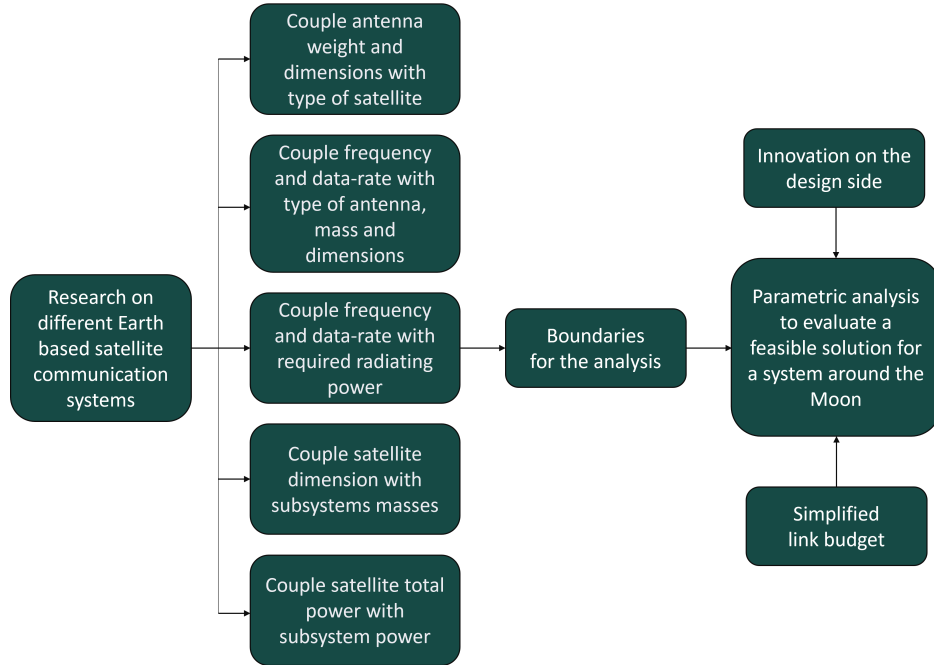 Couple antenna
weight and
dimensions with
type of satellite
Couple frequency
and data-rate with
type of antenna,
mass and
dimensions
Research on
different Earth
based satellite
communication
systems
Couple frequency
and data-rate with
required radiating
power
Couple satellite
dimension with
subsystems masses
Couple satellite total
power with
subsystem power
Boundaries
for the analysis
Innovation on the
design side
Parametric analysis
to evaluate a
feasible solution for
a system around the
Moon
Simplified
link budget